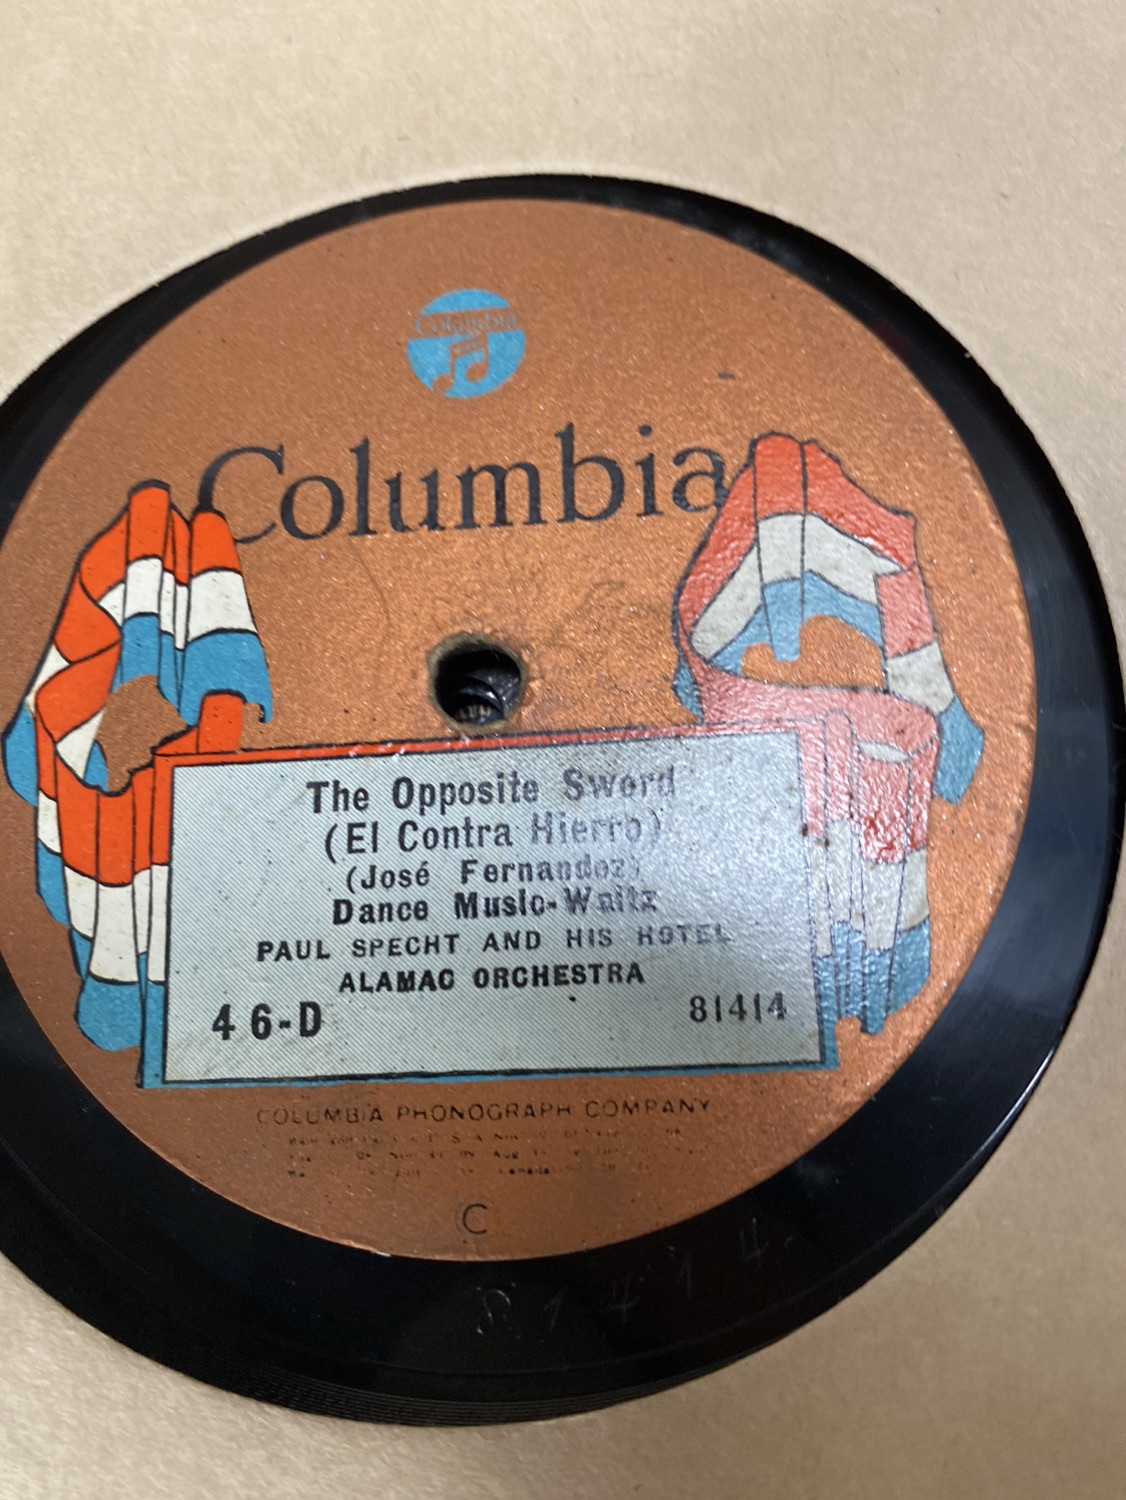 Columbia
Columbia
The Opposite Sword
(El Contra Hierro)
(José Fernandez)
Dance Music-Waltz
PAUL SPECHT AND HIS HOTEL
ALAMAC ORCHESTRA
46-D 81414
COLUMBIA PHONOGRAPH COMPANY
C
81414